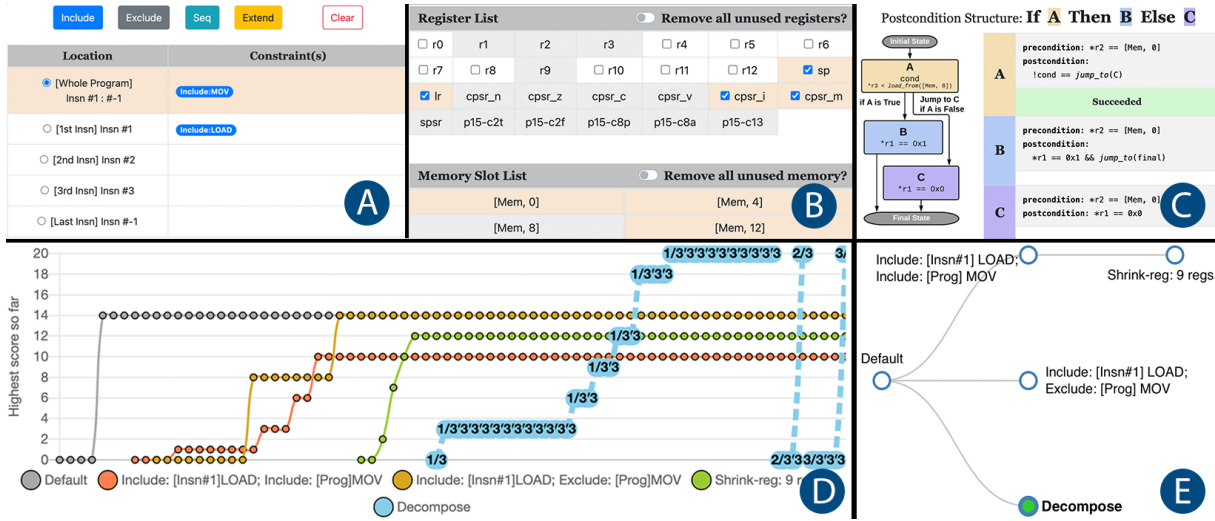 Include Exclude Seq Extend Clear
Location Constraint(s)
[Whole Program]
Insn #1 : #-1
Include:MOV
[1st Insn] Insn #1
Include:LOAD
[2nd Insn] Insn #2
[3rd Insn] Insn #3
[Last Insn] Insn #-1
A
Register List Remove all unused registers?
r0 r1 r2 r3 r4 r5 r6
r7 r8 r9 r10 r11 r12 sp
lr cpsr_n cpsr_z cpsr_c cpsr_v cpsr_i cpsr_m
spsr p15-c2t p15-c2f p15-c8p p15-c8a p15-c13
Memory Slot List Remove all unused memory?
[Mem, 0] [Mem, 4]
[Mem, 8] [Mem, 12]
B
Postcondition Structure: If A Then B Else C
Initial State
A
cond
*r3 < load_from([Mem, 0])
if A is True
Jump to C
if A is False
B
*r1 == 0x1
C
*r1 == 0x0
Final State
A
precondition: *r2 == [Mem, 0]
postcondition:
!cond == jump_to(C)
Succeeded
B
precondition: *r2 == [Mem, 0]
postcondition:
*r1 == 0x1 && jump_to(final)
C
precondition: *r2 == [Mem, 0]
postcondition: *r1 == 0x0
C
Highest score so far
20
18
16
14
12
10
8
6
4
2
0
1/3'3'3'3'3'3'3'3'3'3'3 2/3 3/
1/3'3'3
1/3'3
1/3'3
1/3'3
1/3'3'3'3'3'3'3'3'3'3'3'3'3
1/3 2/3'3 3/3'3'3
Default Include: [Insn#1]LOAD; Include: [Prog]MOV Include: [Insn#1]LOAD; Exclude: [Prog]MOV Shrink-reg: 9
Decompose
D
Include: [Insn#1] LOAD;
Include: [Prog] MOV
Shrink-reg: 9 regs
Default
Include: [Insn#1] LOAD;
Exclude: [Prog] MOV
Decompose
E